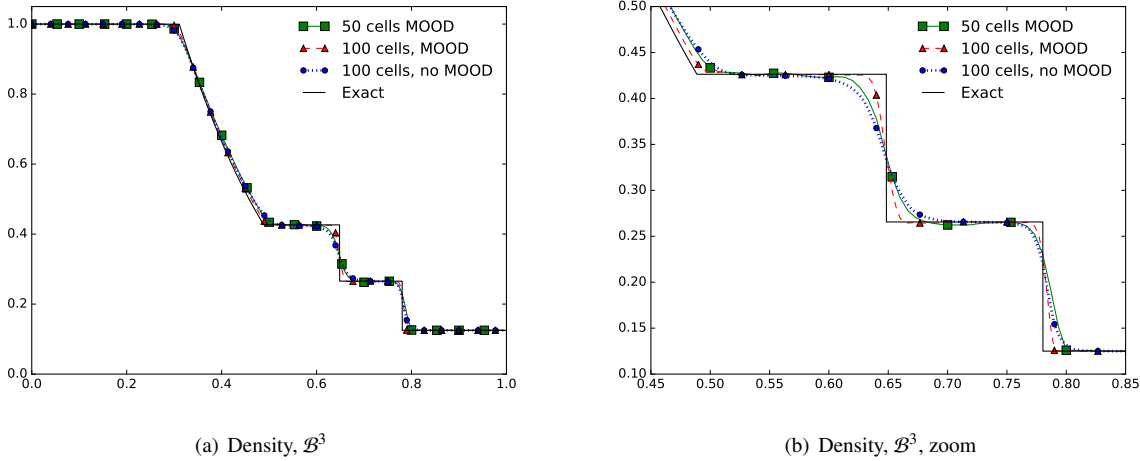 1.0
0.8
0.6
0.4
0.2
0.0
0.0 0.2 0.4 0.6 0.8 1.0
50 cells MOOD
100 cells, MOOD
100 cells, no MOOD
Exact
(a) Density, ℬ³
0.50
0.45
0.40
0.35
0.30
0.25
0.20
0.15
0.10
0.45 0.50 0.55 0.60 0.65 0.70 0.75 0.80 0.85
50 cells MOOD
100 cells, MOOD
100 cells, no MOOD
Exact
(b) Density, ℬ³, zoom